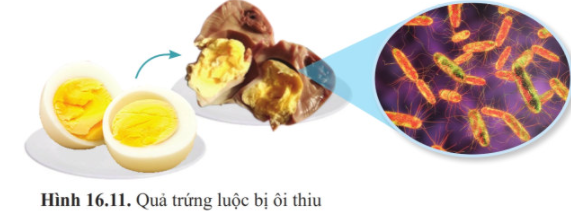 Hình 16.11. Quả trứng luộc bị ôi thiu